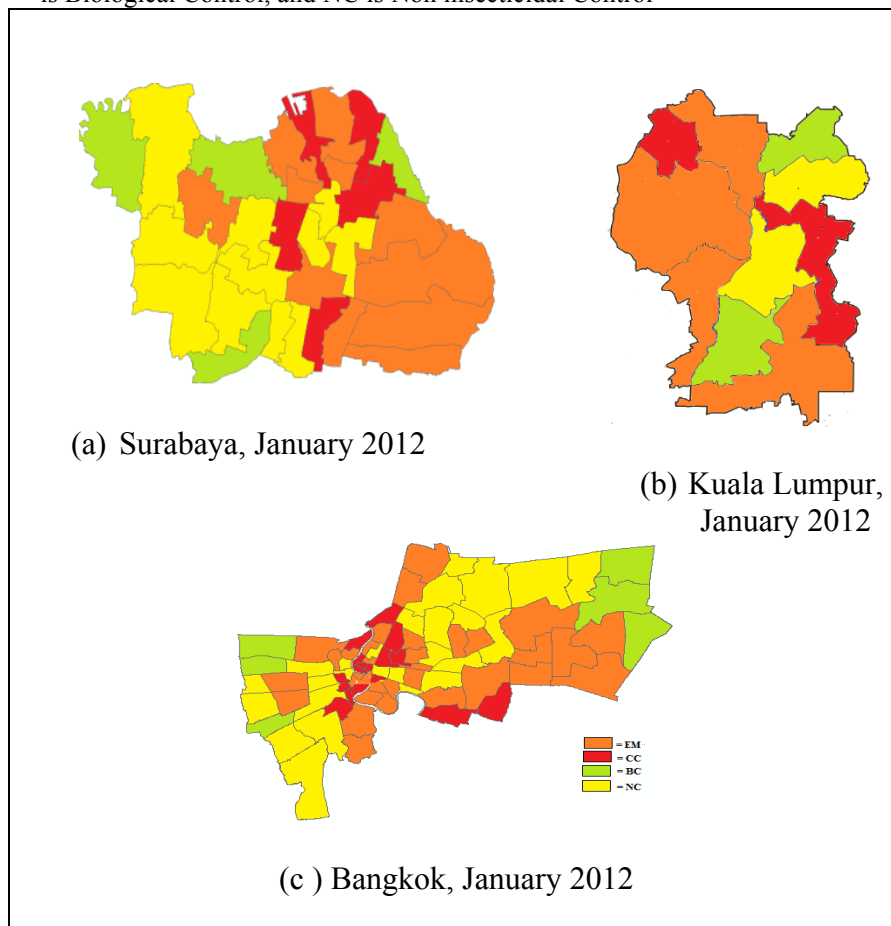 is Biological Control, and NC is Non Insecticidal Control
(a) Surabaya, January 2012
(b) Kuala Lumpur,
January 2012
= EM
= CC
= BC
= NC
(c ) Bangkok, January 2012